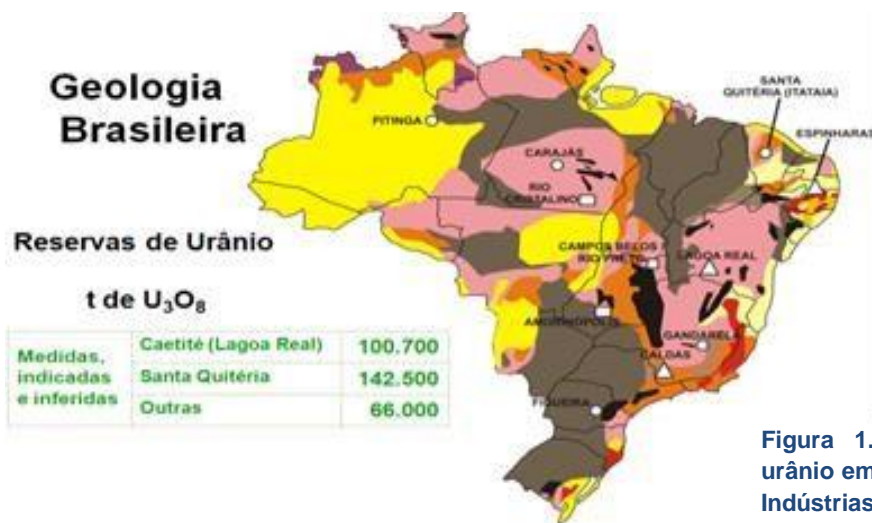 Geologia
Brasileira
Reservas de Urânio
t de U₃O₈
Medidas,
indicadas
e inferidas
Caetité (Lagoa Real) 100.700
Santa Quitéria 142.500
Outras 66.000
SANTA
QUITÉRIA (ITATAIA)
ESPINHARAS
PITINGA
CARAJÁS
RIO
CRISTALINO
CAMPOS BELOS
RIO PRETO
LAGOA REAL
AMORINÓPOLIS
GANDARELA
CALDAS
FIGUEIRA
Figura 1.
urânio em
Indústrias